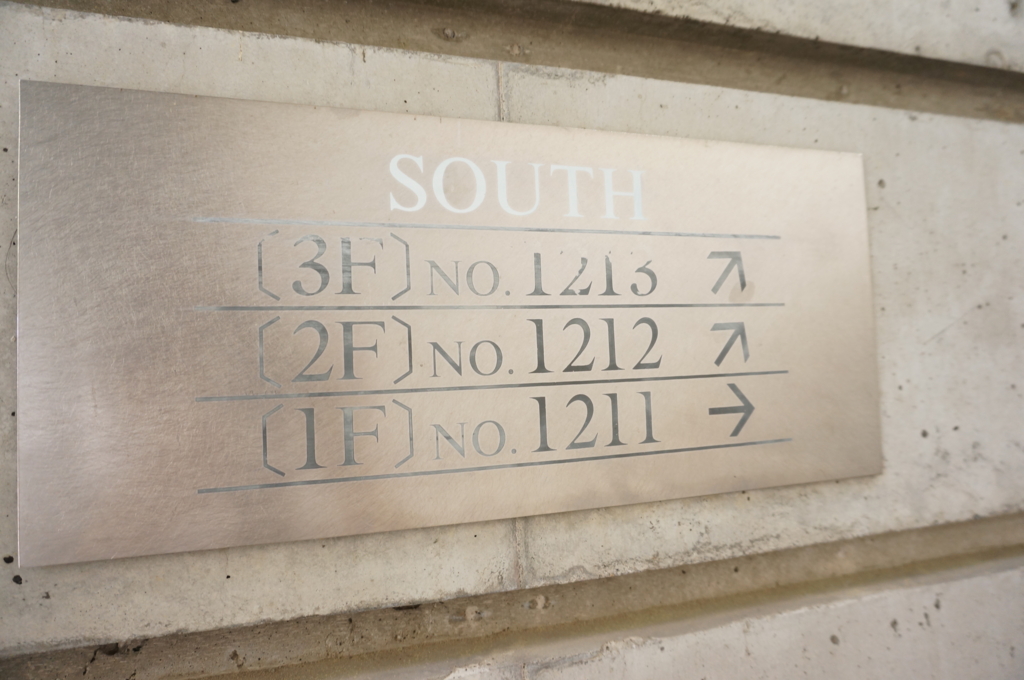 SOUTH
〔3F〕 NO. 1213 ↗
〔2F〕 NO. 1212 ↗
〔1F〕 NO. 1211 →